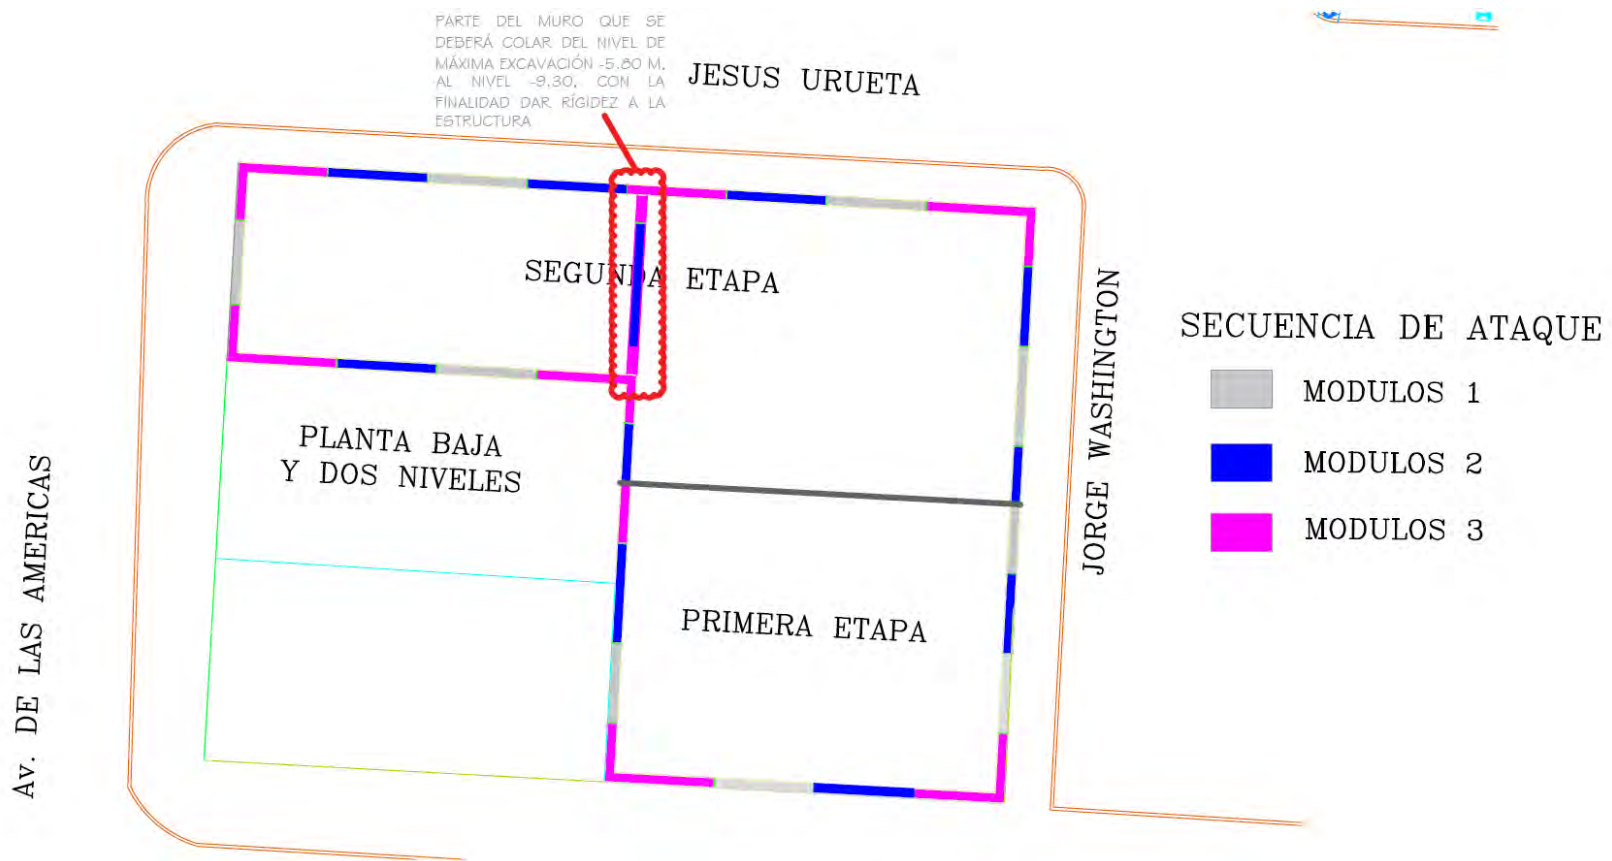 PARTE DEL MURO QUE SE
DEBERÁ COLAR DEL NIVEL DE
MÁXIMA EXCAVACIÓN -5.80 M,
AL NIVEL -9.30, CON LA
FINALIDAD DAR RÍGIDEZ A LA
ESTRUCTURA
JESUS URUETA
SEGUNDA ETAPA
JORGE WASHINGTON
SECUENCIA DE ATAQUE
MODULOS 1
MODULOS 2
MODULOS 3
PLANTA BAJA
Y DOS NIVELES
Av. DE LAS AMERICAS
PRIMERA ETAPA